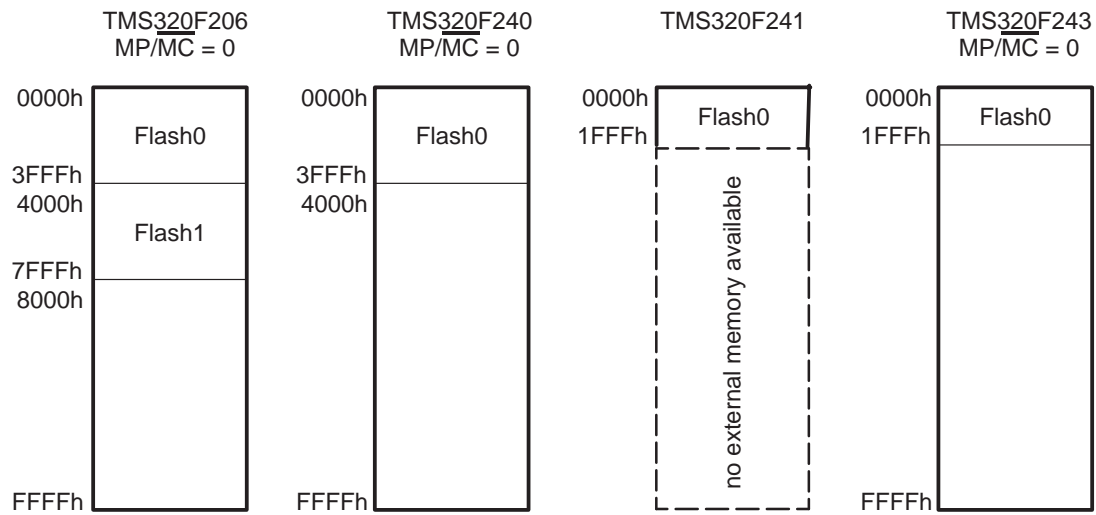 TMS320F206
MP/MC = 0
0000h
Flash0
3FFFh
4000h
Flash1
7FFFh
8000h
FFFFh
TMS320F240
MP/MC = 0
0000h
Flash0
3FFFh
4000h
FFFFh
TMS320F241
0000h
Flash0
1FFFh
no external memory available
TMS320F243
MP/MC = 0
0000h
Flash0
1FFFh
FFFFh